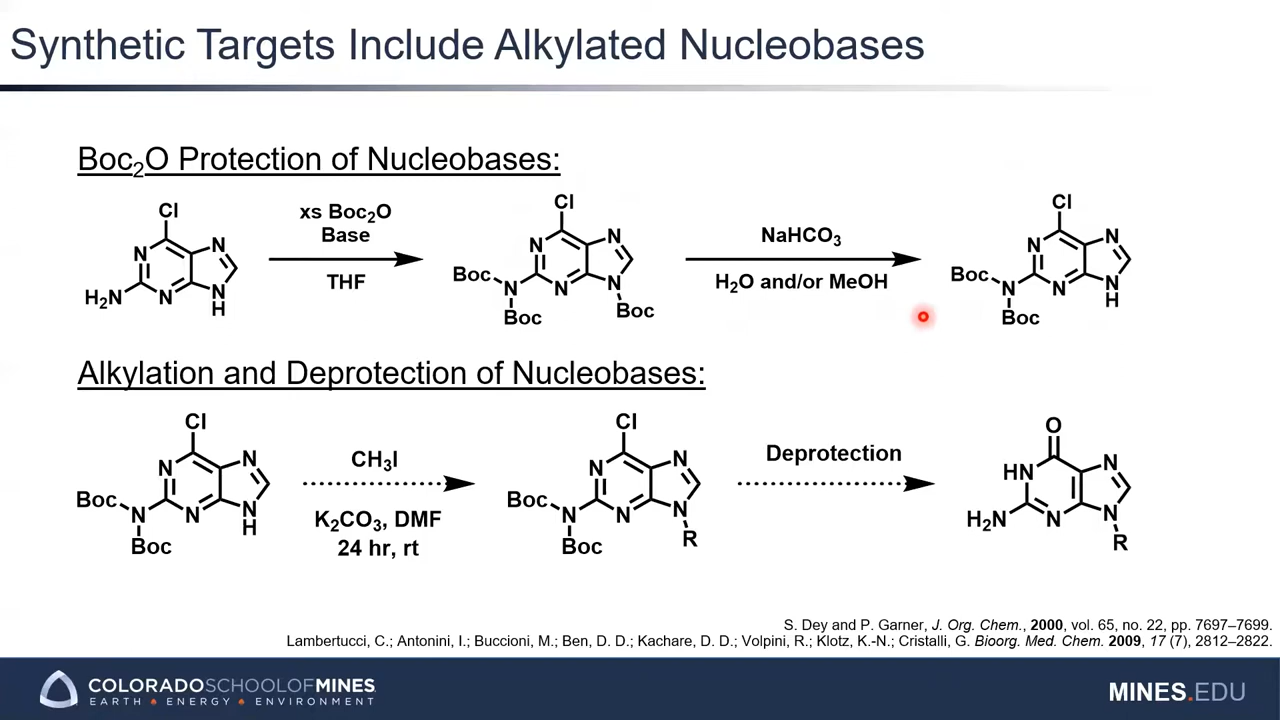 Synthetic Targets Include Alkylated Nucleobases
Boc₂O Protection of Nucleobases:
Cl
N
N
N
N
H
H₂N
xs Boc₂O
Base
THF
Cl
N
N
N
N
Boc
N
Boc
Boc
NaHCO₃
H₂O and/or MeOH
Cl
N
N
N
N
H
Boc
N
Boc
Alkylation and Deprotection of Nucleobases:
Cl
N
N
N
N
H
Boc
N
Boc
CH₃I
K₂CO₃, DMF
24 hr, rt
Cl
N
N
N
N
R
Boc
N
Boc
Deprotection
O
HN
N
N
N
R
H₂N
S. Dey and P. Garner, J. Org. Chem., 2000, vol. 65, no. 22, pp. 7697–7699.
Lambertucci, C.; Antonini, I.; Buccioni, M.; Ben, D. D.; Kachare, D. D.; Volpini, R.; Klotz, K.-N.; Cristalli, G. Bioorg. Med. Chem. 2009, 17 (7), 2812–2822.
COLORADOSCHOOLOFMINES
EARTH • ENERGY • ENVIRONMENT
MINES.EDU